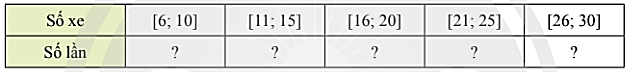 Số xe [6; 10] [11; 15] [16; 20] [21; 25] [26; 30]
Số lần ? ? ? ? ?